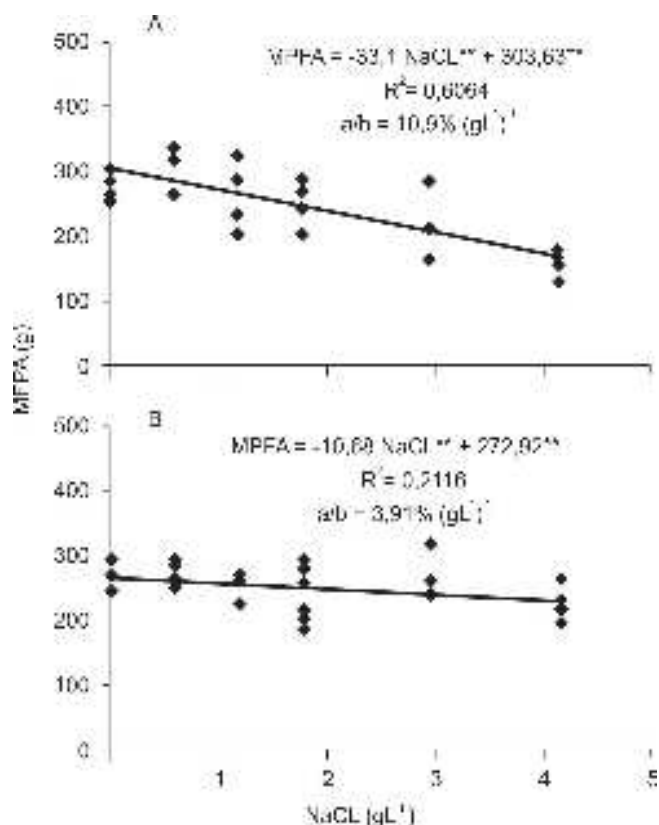 A
500
MPFA = -33,1 NaCL** + 303,63**
R²= 0,6064
400
a/b = 10,9% (gL⁻¹)⁻¹
300
200
100
0
MFPA (g)
B
500
MPFA = -10,68 NaCL** + 272,92**
R²= 0,2116
400
a/b = 3,91% (gL⁻¹)⁻¹
300
200
100
0
1 2 3 4 5
NaCL (gL⁻¹)